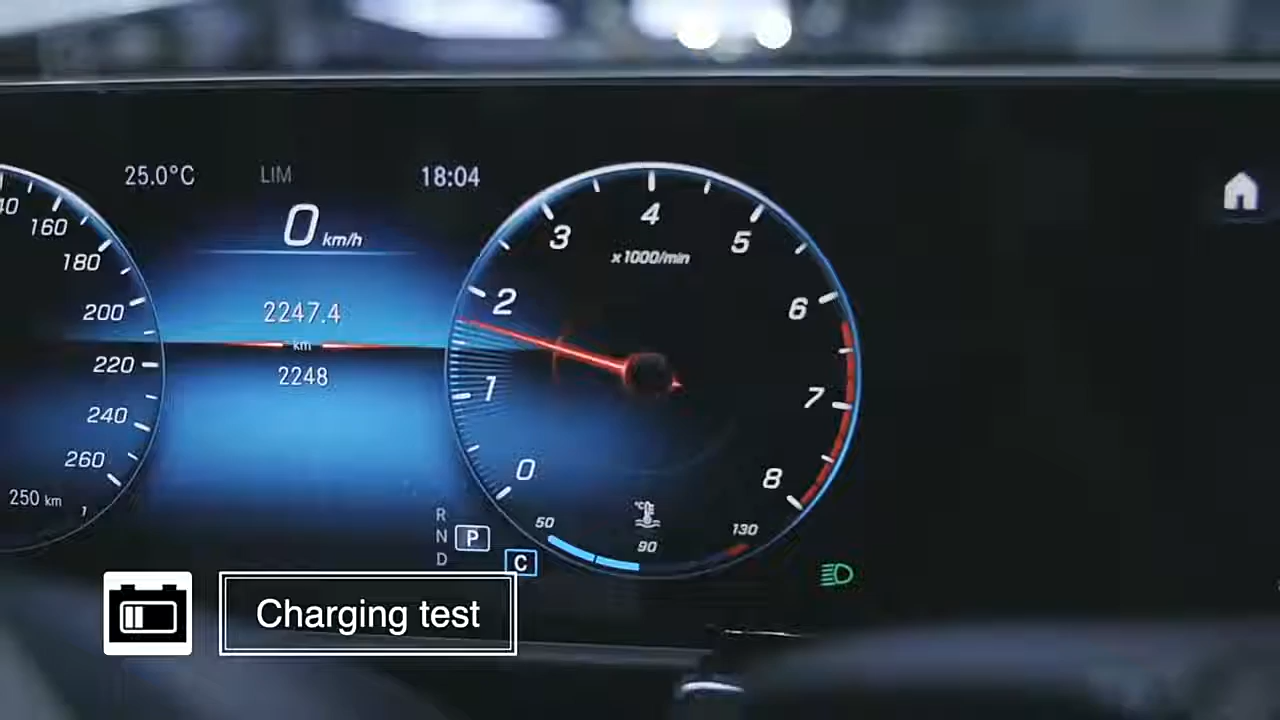 25.0°C
LIM
18:04
0 km/h
2247.4
km
2248
40
160
180
200
220
240
260
250 km
1
4
3
5
x1000/min
2
6
1
7
0
8
R
N
P
D
C
50
°C
90
130
Charging test